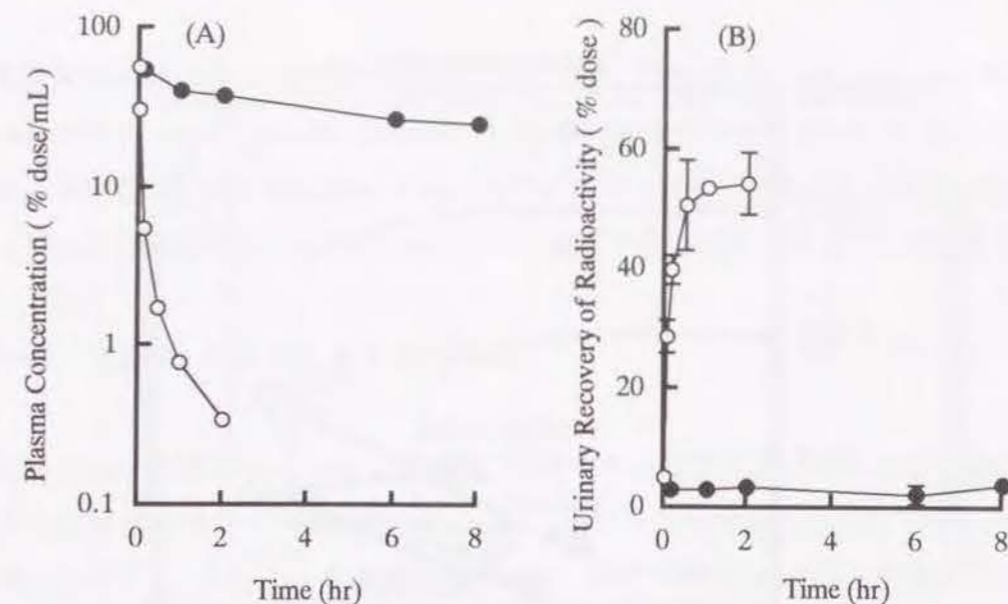 (A)
Plasma Concentration ( % dose/mL)
100
10
1
0.1
0 2 4 6 8
Time (hr)
(B)
Urinary Recovery of Radioactivity ( % dose)
80
60
40
20
0
0 2 4 6 8
Time (hr)